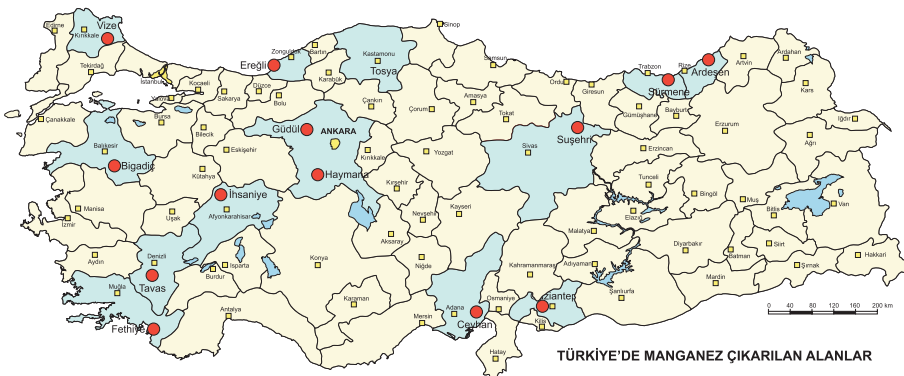 Sinop
Edirne
Vize
Kırıkkale
Bartın
Zonguldak
Kastamonu
Samsun
Trabzon
Rize
Ardesen
Artvin
Ardahan
Tekirdağ
Ereğli
Karabük
Tosya
İstanbul
Kocaeli
Düzce
Ordu
Giresun
Sürmene
Kars
Yalova
Sakarya
Bolu
Çankırı
Çorum
Amasya
Tokat
Gümüşhane
Bayburt
Çanakkale
Bursa
Bilecik
Güdül
ANKARA
Suşehri
Erzurum
Iğdır
Ağrı
Balıkesir
Bigadiç
Eskişehir
Kırıkkale
Yozgat
Sivas
Erzincan
Kütahya
Haymana
Kırşehir
Tunceli
Bingöl
Muş
Manisa
İzmir
Uşak
İhsaniye
Afyonkarahisar
Nevşehir
Kayseri
Elazığ
Bitlis
Van
Aksaray
Malatya
Aydın
Denizli
Isparta
Burdur
Konya
Niğde
Kahramanmaraş
Adıyaman
Diyarbakır
Batman
Siirt
Şırnak
Hakkari
Muğla
Tavas
Mardin
Şanlıurfa
Fethiye
Antalya
Karaman
Mersin
Adana
Ceyhan
Osmaniya
ziantep
Kilis
Hatay
0 40 80 120 160 200 km
TÜRKİYE'DE MANGANEZ ÇIKARILAN ALANLAR